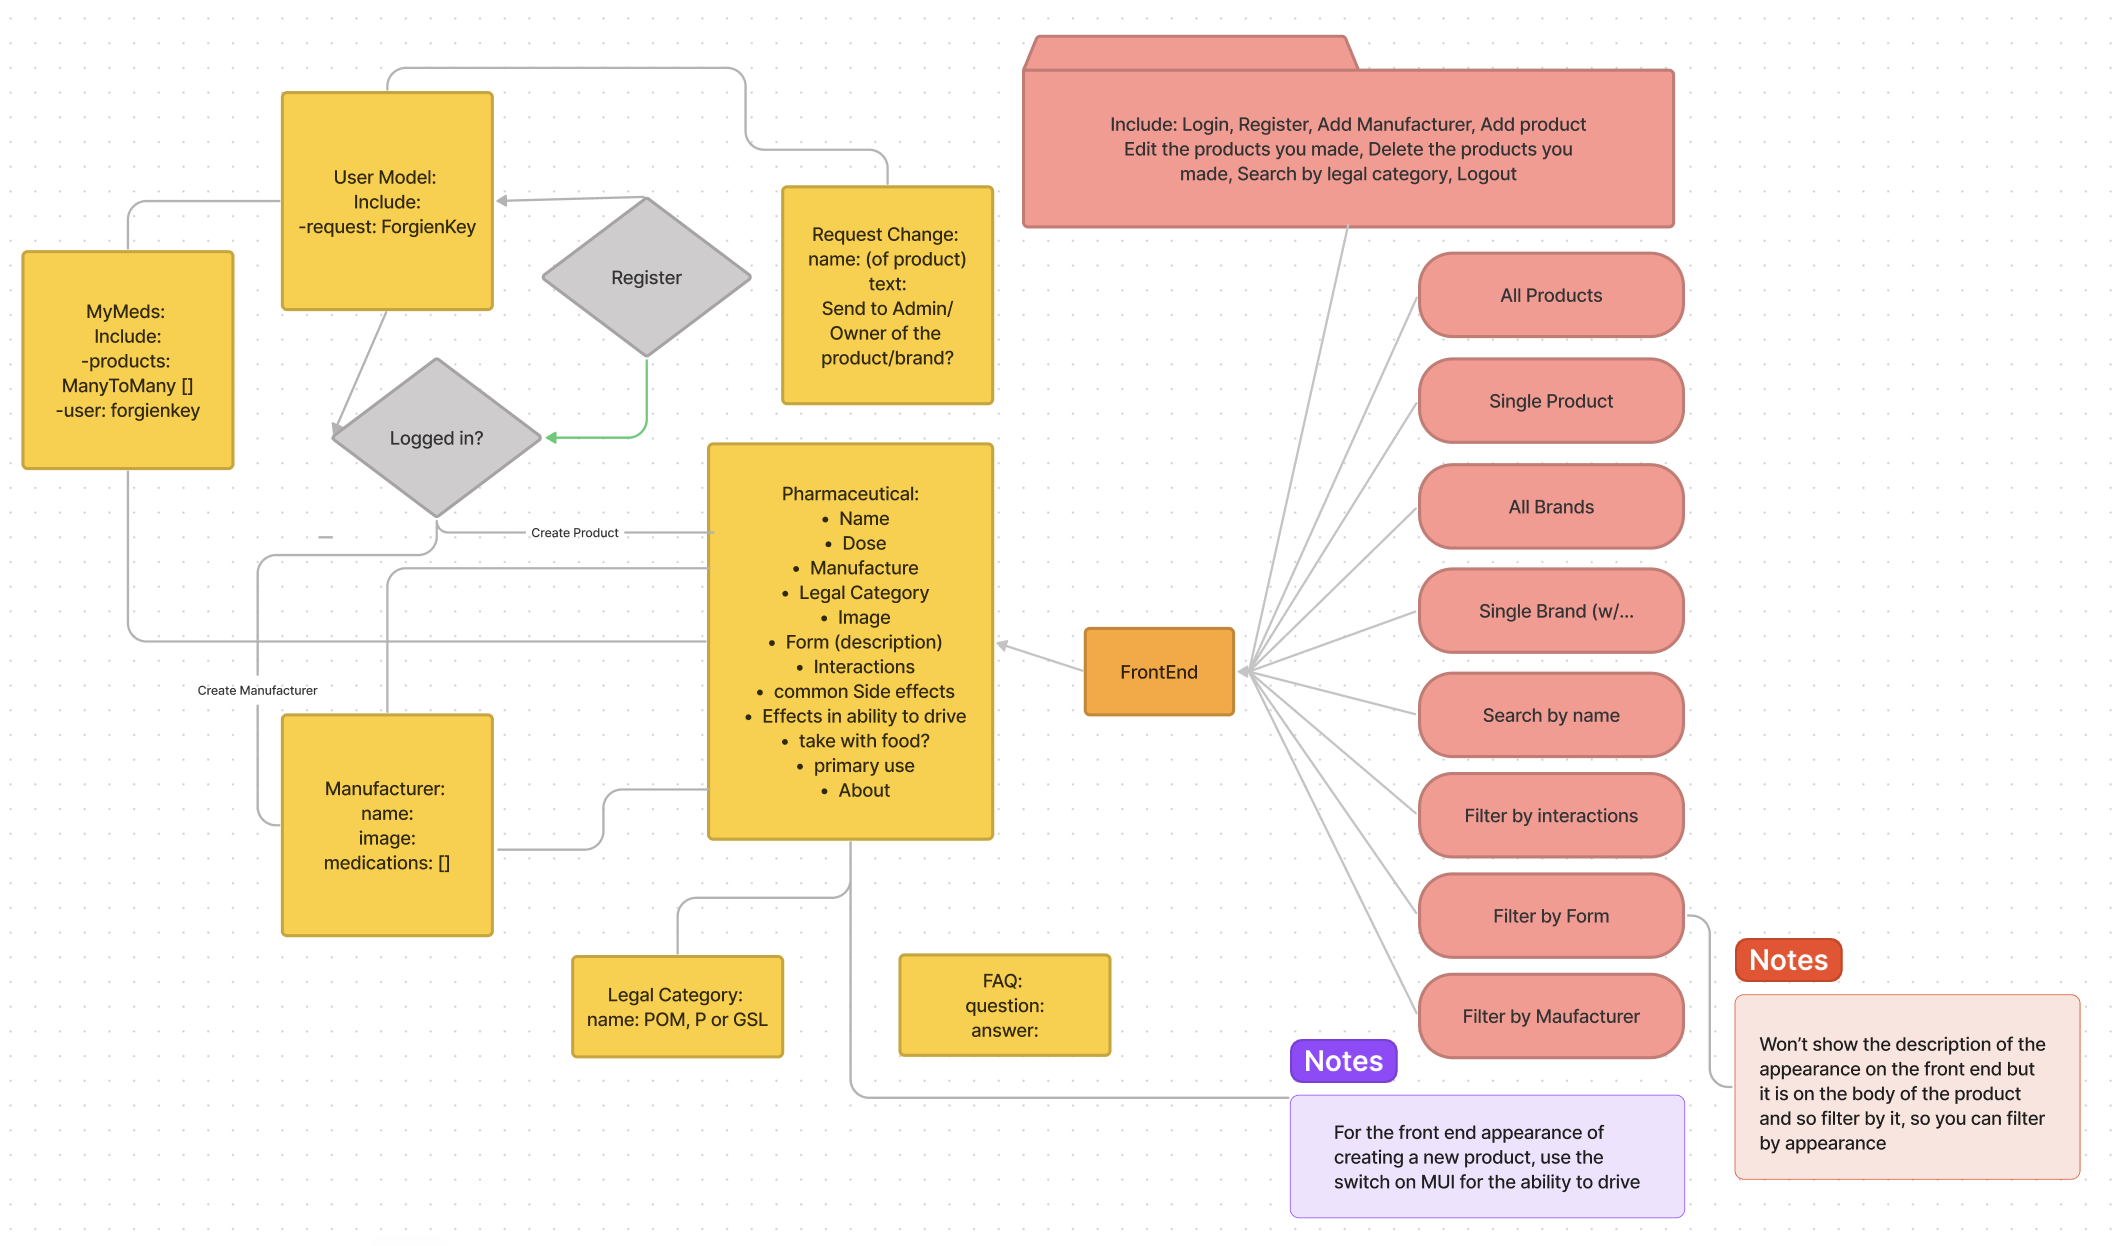 User Model:
Include:
-request: ForgienKey
MyMeds:
Include:
-products:
ManyToMany []
-user: forgienkey
Register
Logged in?
Request Change:
name: (of product)
text:
Send to Admin/
Owner of the
product/brand?
Create Product
Create Manufacturer
Pharmaceutical:
• Name
• Dose
• Manufacture
• Legal Category
• Image
• Form (description)
• Interactions
• common Side effects
• Effects in ability to drive
• take with food?
• primary use
• About
Manufacturer:
name:
image:
medications: []
Legal Category:
name: POM, P or GSL
FAQ:
question:
answer:
FrontEnd
Include: Login, Register, Add Manufacturer, Add product
Edit the products you made, Delete the products you
made, Search by legal category, Logout
All Products
Single Product
All Brands
Single Brand (w/...
Search by name
Filter by interactions
Filter by Form
Filter by Maufacturer
Notes
For the front end appearance of
creating a new product, use the
switch on MUI for the ability to drive
Notes
Won't show the description of the
appearance on the front end but
it is on the body of the product
and so filter by it, so you can filter
by appearance